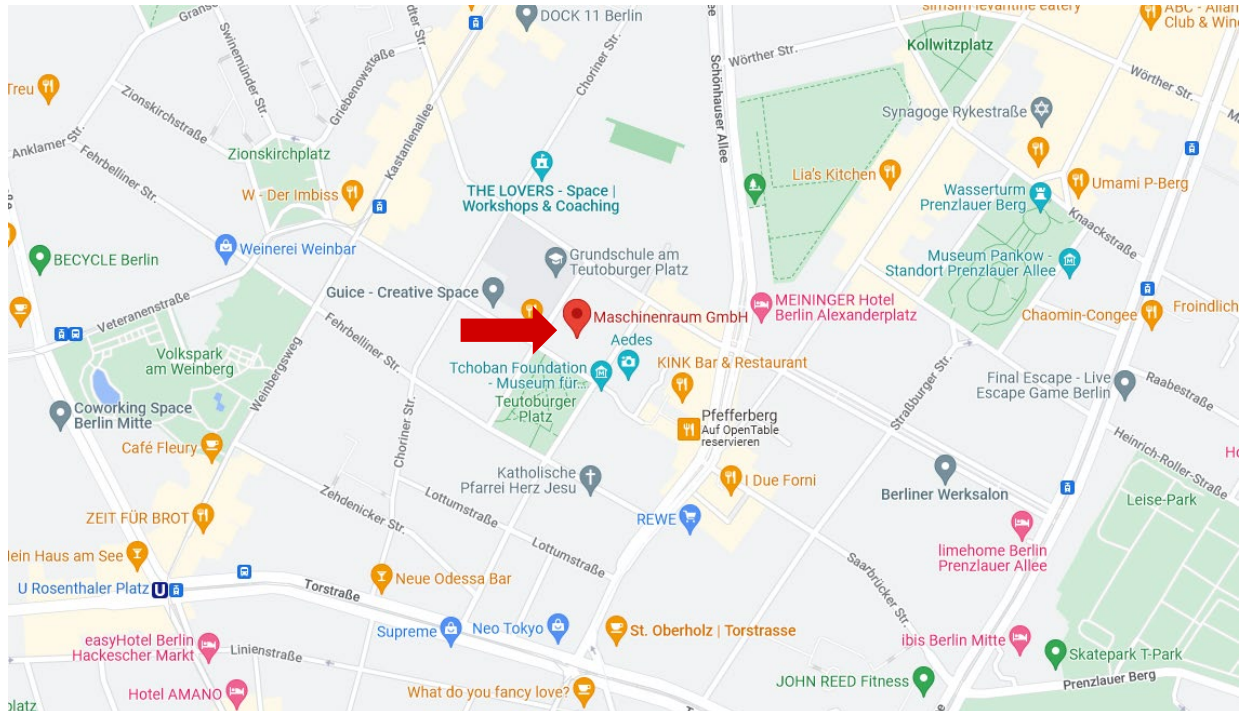 Gransee
DOCK 11 Berlin
simsim levantine eatery
ABC - Allian
Club & Wine
Swinemünder Str.
Griebenowstraße
Choriner Str.
Schönhauser Allee
Wörther Str.
Kollwitzplatz
Wörther Str.
Treu
Zionskirchstraße
Kastanienallee
Synagoge Rykestraße
Anklamer Str.
Fehrbelliner Str.
Zionskirchplatz
W - Der Imbiss
THE LOVERS - Space |
Workshops & Coaching
Lia's Kitchen
Wasserturm
Prenzlauer Berg
Umami P-Berg
Knaackstraße
BECYCLE Berlin
Weinerei Weinbar
Grundschule am
Teutoburger Platz
Museum Pankow -
Standort Prenzlauer Allee
Guice - Creative Space
Veteranenstraße
Maschinenraum GmbH
MEININGER Hotel
Berlin Alexanderplatz
Chaomin-Congee
Froindlich
Fehrbelliner Str.
Weinbergsweg
Volkspark
am Weinberg
Aedes
KINK Bar & Restaurant
Tchoban Foundation
- Museum für...
Teutoburger
Platz
Straßburger Str.
Final Escape - Live
Escape Game Berlin
Raabestraße
Coworking Space
Berlin Mitte
Choriner Str.
Pfefferberg
Auf OpenTable
reservieren
Café Fleury
Heinrich-Roller-Straße
Ho
Katholische
Pfarrei Herz Jesu
I Due Forni
Berliner Werksalon
Zehdenicker Str.
Lottumstraße
Leise-Park
ZEIT FÜR BROT
REWE
Mein Haus am See
Lottumstraße
limehome Berlin
Prenzlauer Allee
U Rosenthaler Platz
U
Torstraße
Neue Odessa Bar
Saarbrücker Str.
Supreme
Neo Tokyo
St. Oberholz | Torstrasse
easyHotel Berlin
Hackescher Markt
Linienstraße
ibis Berlin Mitte
Skatepark T-Park
Hotel AMANO
What do you fancy love?
JOHN REED Fitness
Prenzlauer Berg
platz